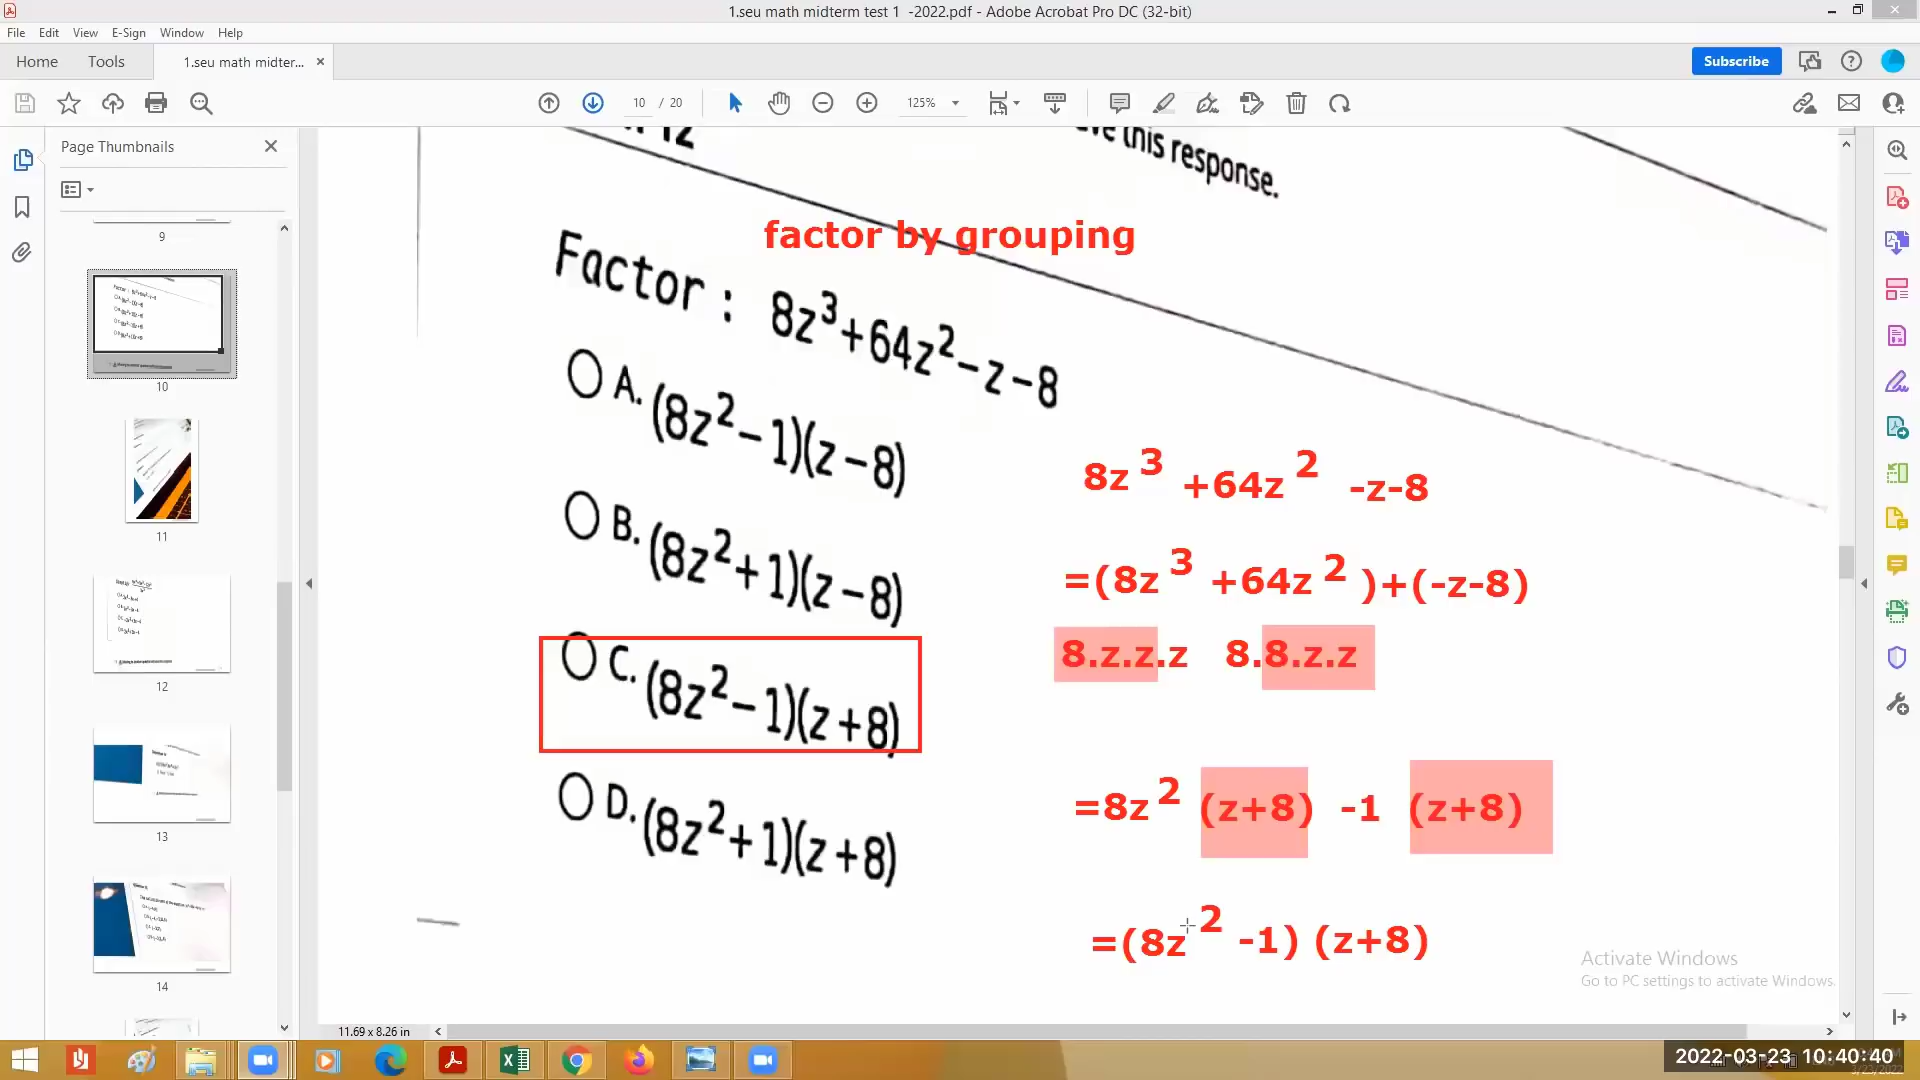 1.seu math midterm test 1 -2022.pdf - Adobe Acrobat Pro DC (32-bit)
File Edit View E-Sign Window Help
Home Tools 1.seu math midter... × Subscribe
10 / 20 125%
Page Thumbnails
9
10
11
12
13
14
this response.
factor by grouping
Factor : 8z³+64z²−z−8
A. (8z²−1)(z−8)
B. (8z²+1)(z−8)
C. (8z²−1)(z+8)
D. (8z²+1)(z+8)
8z³ +64z² -z-8
=(8z³ +64z² )+(-z-8)
8.z.z.z 8.8.z.z
=8z² (z+8) -1 (z+8)
=(8z² -1) (z+8)
Activate Windows
Go to PC settings to activate Windows.
11.69 x 8.26 in
2022-03-23 10:40:40